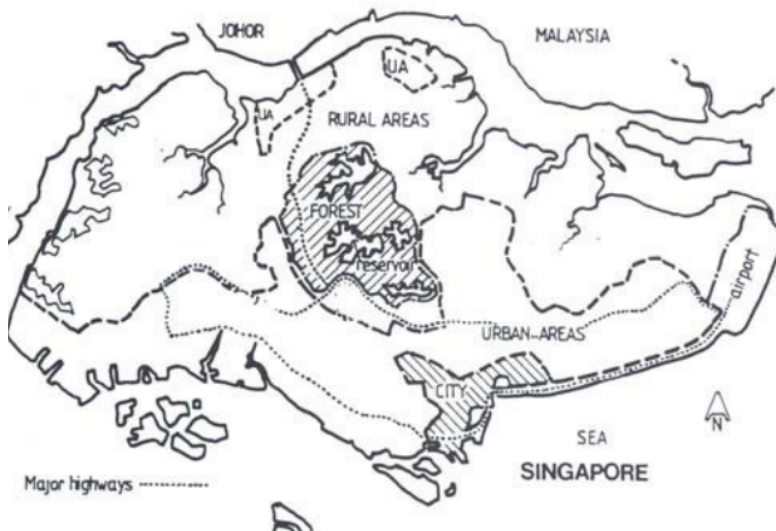 JOHOR
MALAYSIA
UA
UA
RURAL AREAS
FOREST
reservoir
airport
URBAN AREAS
CITY
N
SEA
SINGAPORE
Major highways